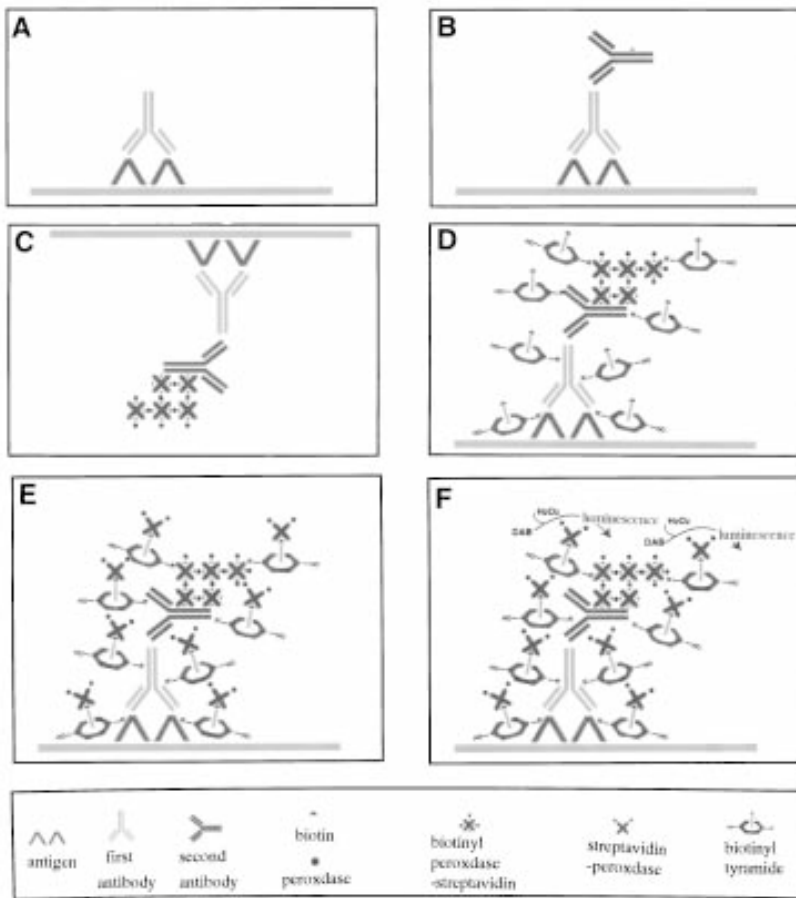 A
B
C
D
E
F
H₂O₂
luminescence
DAB
H₂O₂
luminescence
DAB
antigen
first
antibody
second
antibody
biotin
peroxdase
biotinyl
peroxdase
-streptavidin
streptavidin
-peroxdase
biotinyl
tyramide